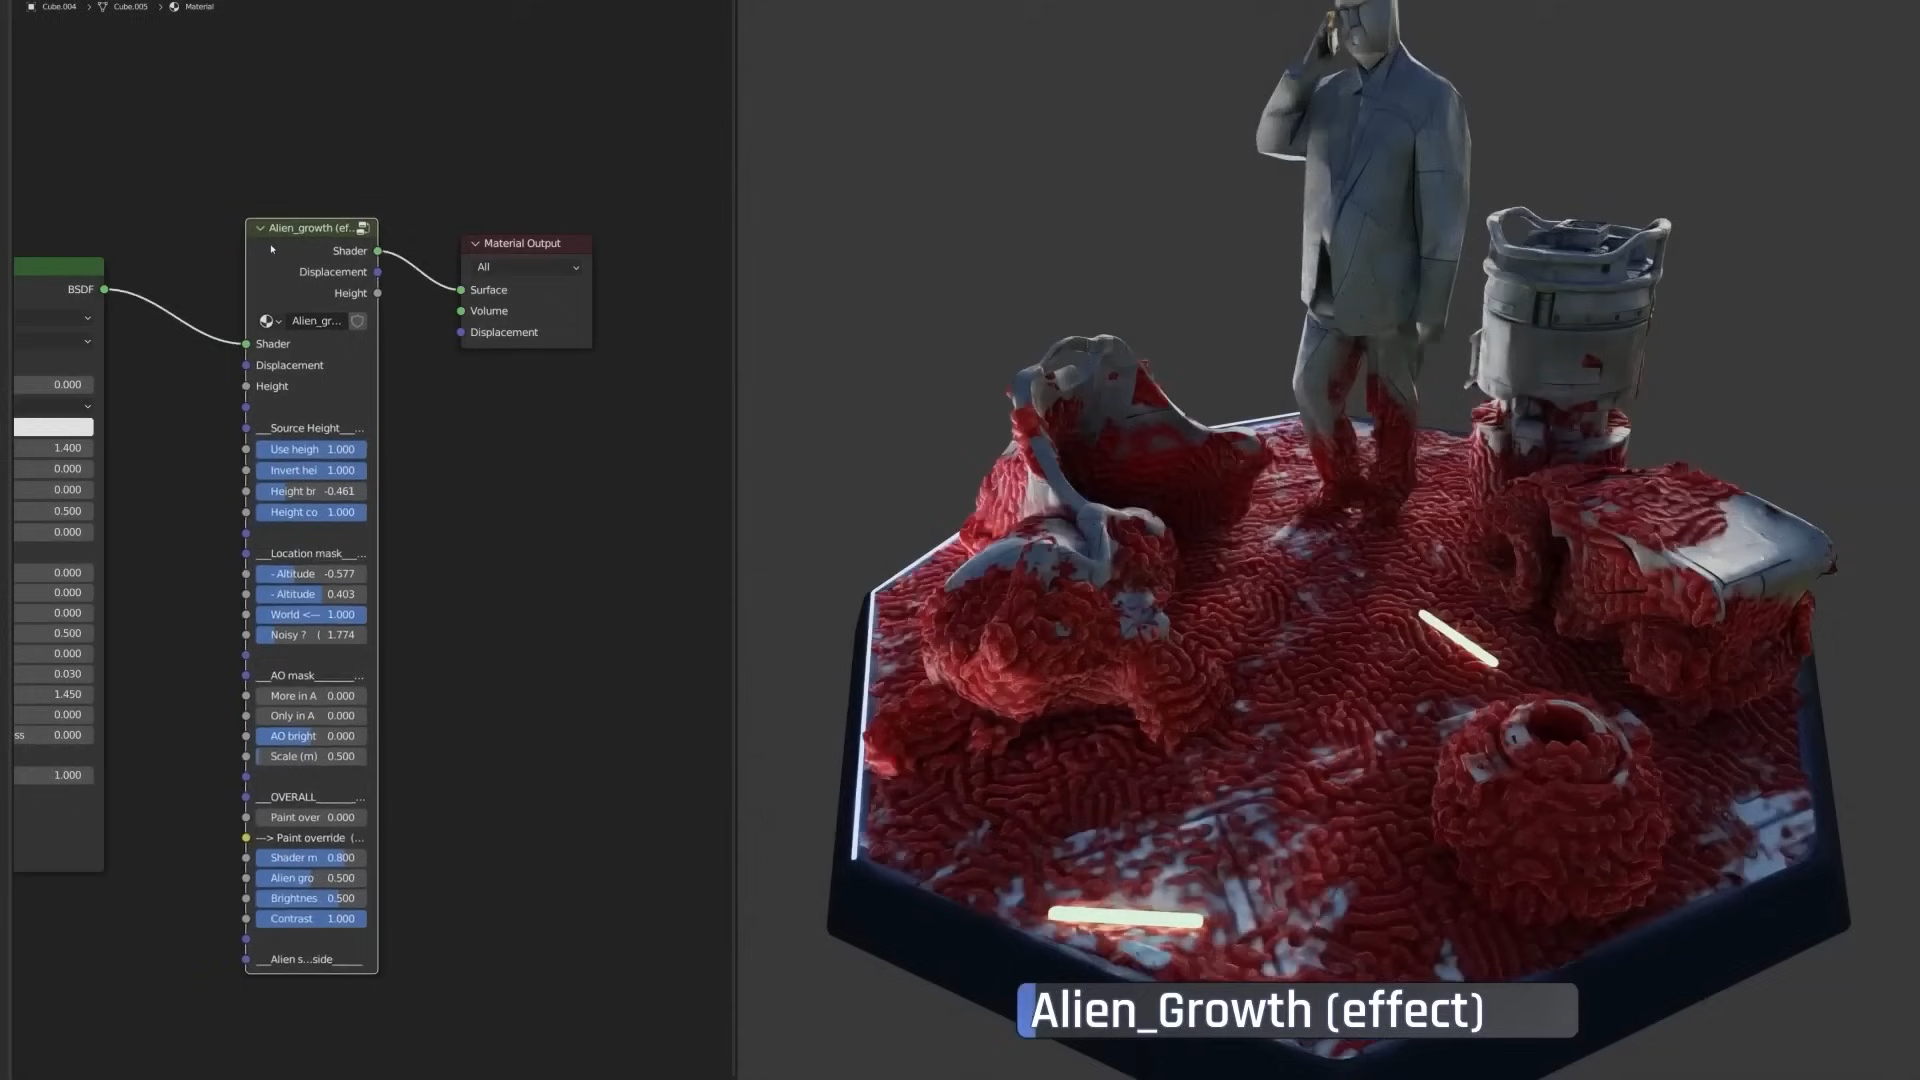 Cube.004 > Cube.005 > Material
Alien_growth (ef..
Shader
Displacement
Height
Alien_gr...
Shader
Displacement
Height
__Source Height___...
Use heigh 1.000
Invert hei 1.000
Height br -0.461
Height co 1.000
__Location mask___...
- Altitude -0.577
- Altitude 0.403
World <-- 1.000
Noisy ? ( 1.774
__AO mask______...
More in A 0.000
Only in A 0.000
AO bright 0.000
Scale (m) 0.500
__OVERALL______...
Paint over 0.000
---> Paint override (...
Shader m 0.800
Alien gro 0.500
Brightnes 0.500
Contrast 1.000
__Alien s...side_____
Material Output
All
Surface
Volume
Displacement
BSDF
0.000
1.400
0.000
0.000
0.500
0.000
0.000
0.000
0.000
0.500
0.000
0.030
1.450
0.000
ss 0.000
1.000
Alien_Growth (effect)